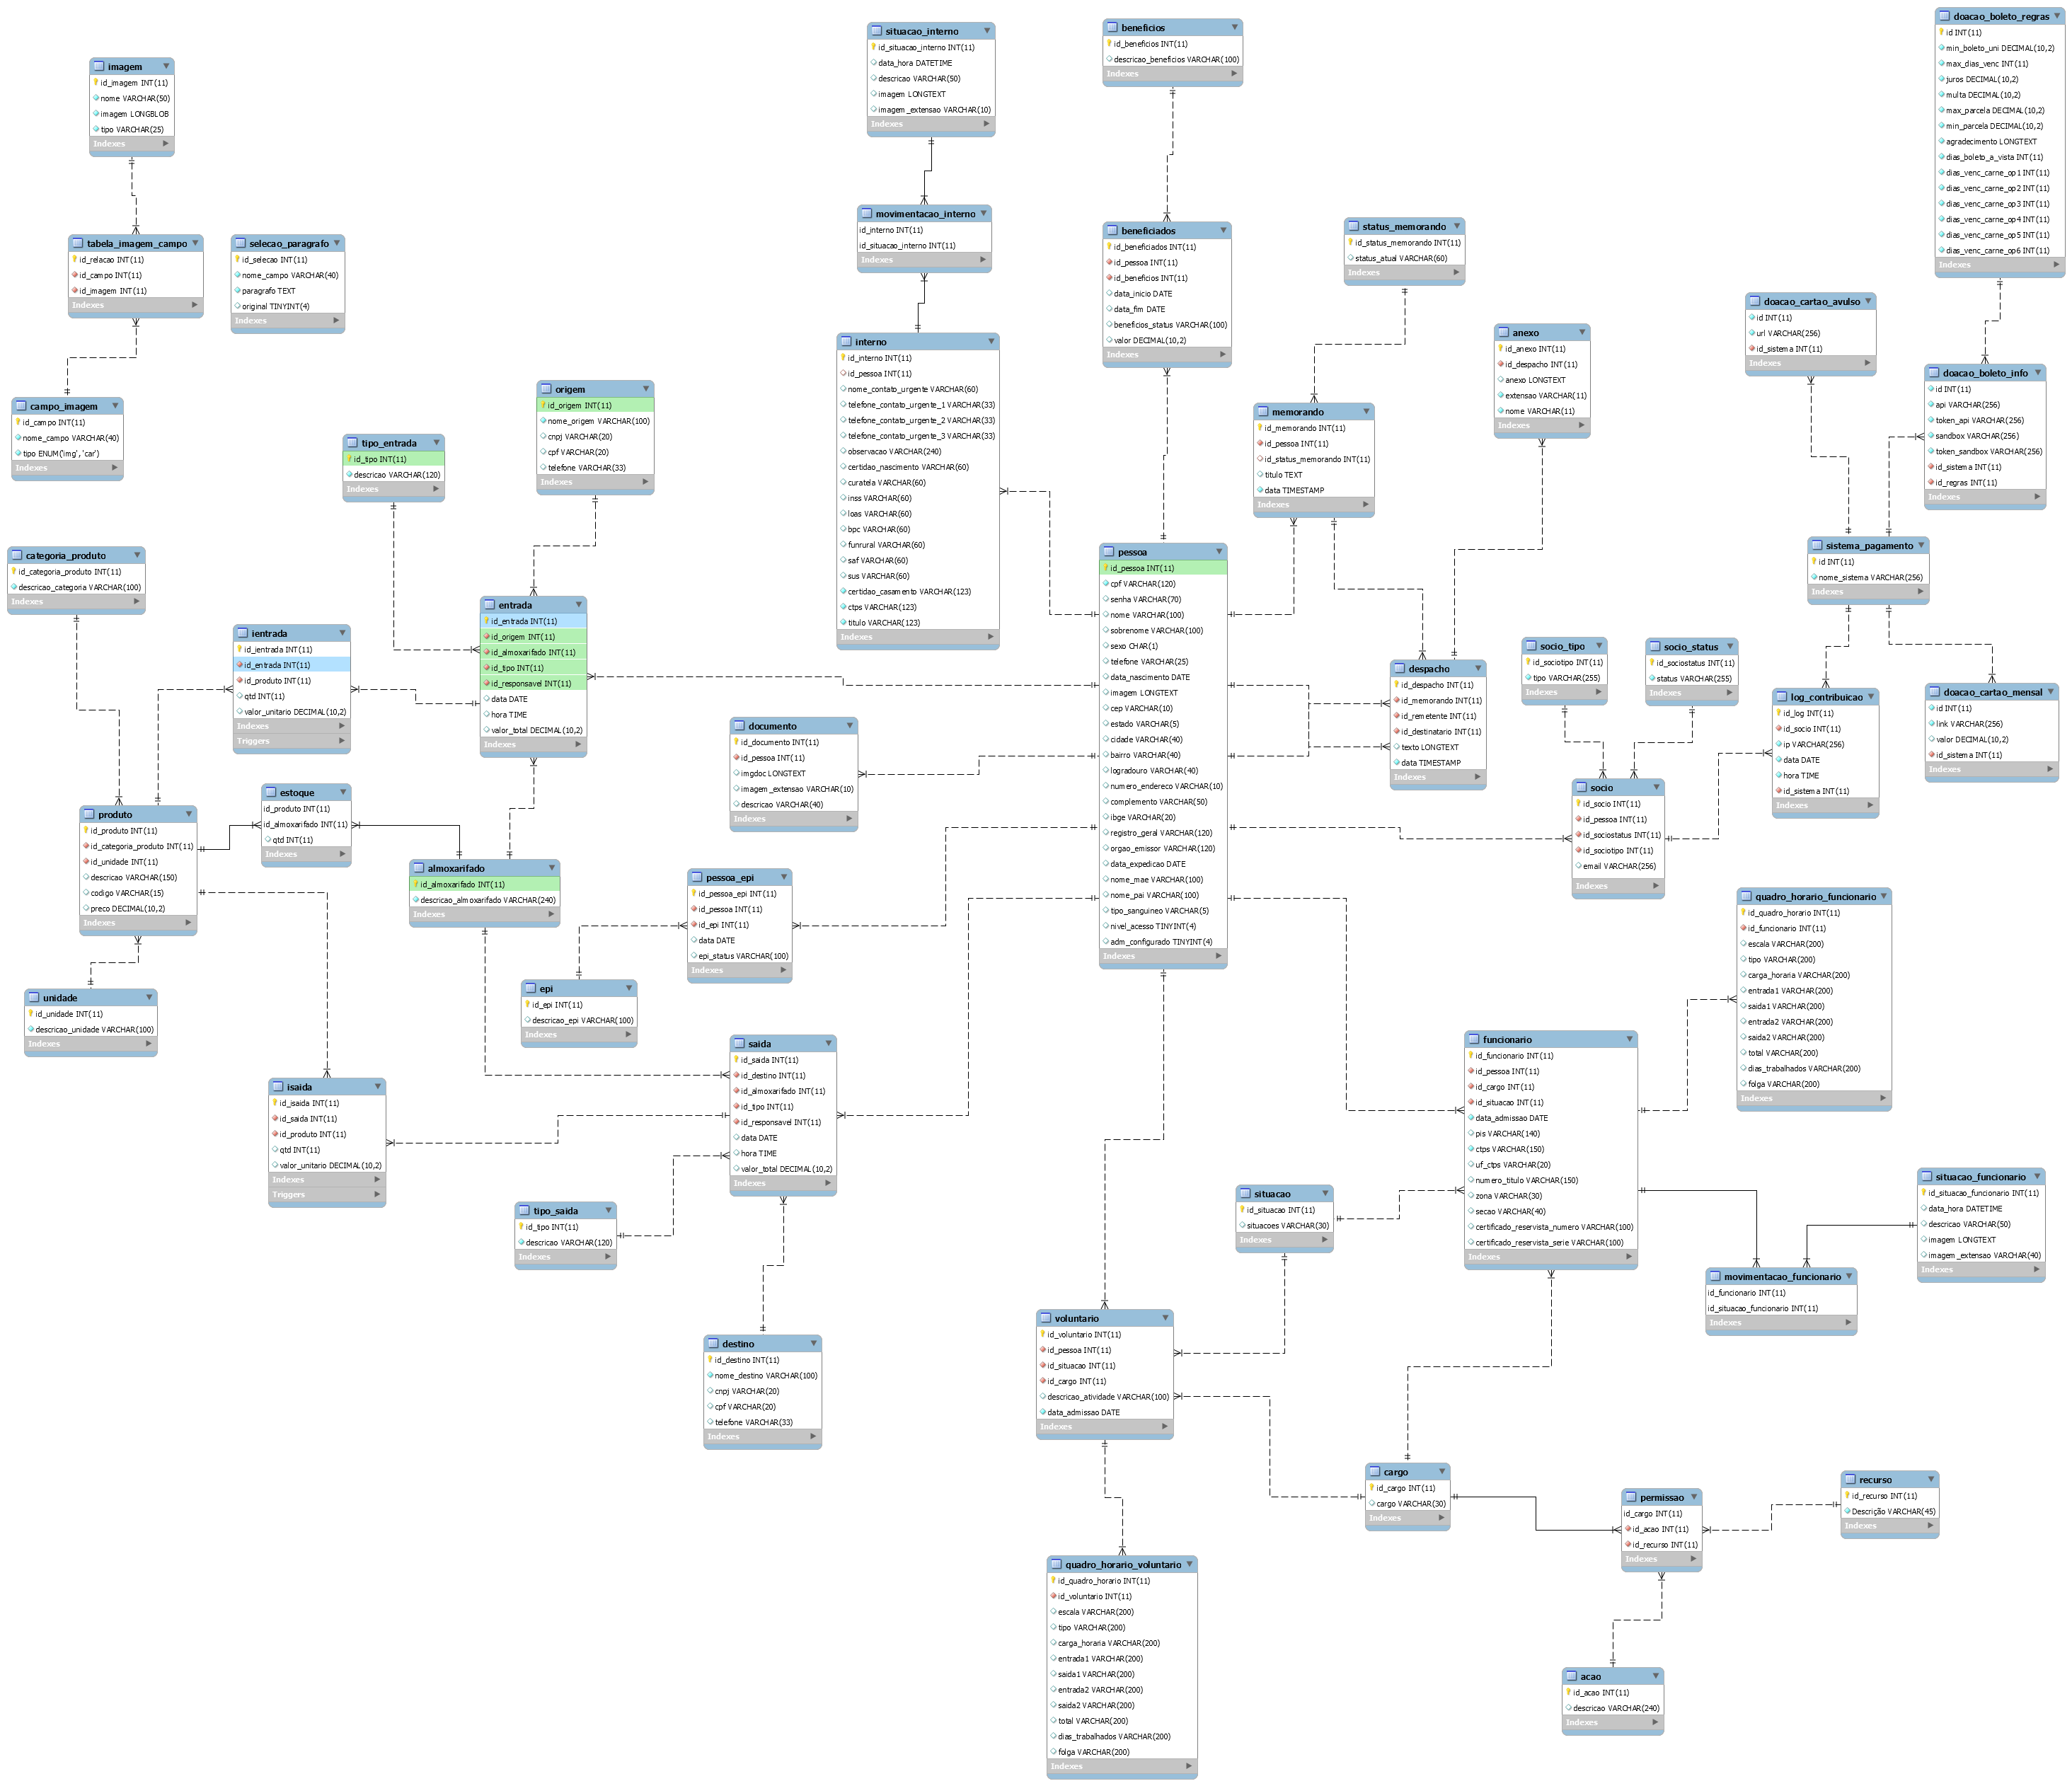 imagem
id_imagem INT(11)
nome VARCHAR(50)
imagem LONGBLOB
tipo VARCHAR(25)
Indexes
tabela_imagem_campo
id_relacao INT(11)
id_campo INT(11)
id_imagem INT(11)
Indexes
selecao_paragrafo
id_selecao INT(11)
nome_campo VARCHAR(40)
paragrafo TEXT
original TINYINT(4)
Indexes
campo_imagem
id_campo INT(11)
nome_campo VARCHAR(40)
tipo ENUM('img', 'car')
Indexes
situacao_interno
id_situacao_interno INT(11)
data_hora DATETIME
descricao VARCHAR(50)
imagem LONGTEXT
imagem_extensao VARCHAR(10)
Indexes
movimentacao_interno
id_interno INT(11)
id_situacao_interno INT(11)
Indexes
interno
id_interno INT(11)
id_pessoa INT(11)
nome_contato_urgente VARCHAR(60)
telefone_contato_urgente_1 VARCHAR(33)
telefone_contato_urgente_2 VARCHAR(33)
telefone_contato_urgente_3 VARCHAR(33)
observacao VARCHAR(240)
certidao_nascimento VARCHAR(60)
curatela VARCHAR(60)
inss VARCHAR(60)
loas VARCHAR(60)
bpc VARCHAR(60)
funrural VARCHAR(60)
saf VARCHAR(60)
sus VARCHAR(60)
certidao_casamento VARCHAR(123)
ctps VARCHAR(123)
titulo VARCHAR(123)
Indexes
beneficios
id_beneficios INT(11)
descricao_beneficios VARCHAR(100)
Indexes
beneficiados
id_beneficiados INT(11)
id_pessoa INT(11)
id_beneficios INT(11)
data_inicio DATE
data_fim DATE
beneficios_status VARCHAR(100)
valor DECIMAL(10,2)
Indexes
status_memorando
id_status_memorando INT(11)
status_atual VARCHAR(60)
Indexes
memorando
id_memorando INT(11)
id_pessoa INT(11)
id_status_memorando INT(11)
titulo TEXT
data TIMESTAMP
Indexes
anexo
id_anexo INT(11)
id_despacho INT(11)
anexo LONGTEXT
extensao VARCHAR(11)
nome VARCHAR(11)
Indexes
doacao_boleto_regras
id INT(11)
min_boleto_uni DECIMAL(10,2)
max_dias_venc INT(11)
juros DECIMAL(10,2)
multa DECIMAL(10,2)
max_parcela DECIMAL(10,2)
min_parcela DECIMAL(10,2)
agradecimento LONGTEXT
dias_boleto_a_vista INT(11)
dias_venc_carne_op1 INT(11)
dias_venc_carne_op2 INT(11)
dias_venc_carne_op3 INT(11)
dias_venc_carne_op4 INT(11)
dias_venc_carne_op5 INT(11)
dias_venc_carne_op6 INT(11)
Indexes
doacao_cartao_avulso
id INT(11)
url VARCHAR(256)
id_sistema INT(11)
Indexes
doacao_boleto_info
id INT(11)
api VARCHAR(256)
token_api VARCHAR(256)
sandbox VARCHAR(256)
token_sandbox VARCHAR(256)
id_sistema INT(11)
id_regras INT(11)
Indexes
sistema_pagamento
id INT(11)
nome_sistema VARCHAR(256)
Indexes
origem
id_origem INT(11)
nome_origem VARCHAR(100)
cnpj VARCHAR(20)
cpf VARCHAR(20)
telefone VARCHAR(33)
Indexes
tipo_entrada
id_tipo INT(11)
descricao VARCHAR(120)
Indexes
categoria_produto
id_categoria_produto INT(11)
descricao_categoria VARCHAR(100)
Indexes
ientrada
id_ientrada INT(11)
id_entrada INT(11)
id_produto INT(11)
qtd INT(11)
valor_unitario DECIMAL(10,2)
Indexes
Triggers
entrada
id_entrada INT(11)
id_origem INT(11)
id_almoxarifado INT(11)
id_tipo INT(11)
id_responsavel INT(11)
data DATE
hora TIME
valor_total DECIMAL(10,2)
Indexes
pessoa
id_pessoa INT(11)
cpf VARCHAR(120)
senha VARCHAR(70)
nome VARCHAR(100)
sobrenome VARCHAR(100)
sexo CHAR(1)
telefone VARCHAR(25)
data_nascimento DATE
imagem LONGTEXT
cep VARCHAR(10)
estado VARCHAR(5)
cidade VARCHAR(40)
bairro VARCHAR(40)
logradouro VARCHAR(40)
numero_endereco VARCHAR(10)
complemento VARCHAR(50)
ibge VARCHAR(20)
registro_geral VARCHAR(120)
orgao_emissor VARCHAR(120)
data_expedicao DATE
nome_mae VARCHAR(100)
nome_pai VARCHAR(100)
tipo_sanguineo VARCHAR(5)
nivel_acesso TINYINT(4)
adm_configurado TINYINT(4)
Indexes
despacho
id_despacho INT(11)
id_memorando INT(11)
id_remetente INT(11)
id_destinatario INT(11)
texto LONGTEXT
data TIMESTAMP
Indexes
socio_tipo
id_sociotipo INT(11)
tipo VARCHAR(255)
Indexes
socio_status
id_sociostatus INT(11)
status VARCHAR(255)
Indexes
log_contribuicao
id_log INT(11)
id_socio INT(11)
ip VARCHAR(256)
data DATE
hora TIME
id_sistema INT(11)
Indexes
doacao_cartao_mensal
id INT(11)
link VARCHAR(256)
valor DECIMAL(10,2)
id_sistema INT(11)
Indexes
documento
id_documento INT(11)
id_pessoa INT(11)
imgdoc LONGTEXT
imagem_extensao VARCHAR(10)
descricao VARCHAR(40)
Indexes
socio
id_socio INT(11)
id_pessoa INT(11)
id_sociostatus INT(11)
id_sociotipo INT(11)
email VARCHAR(256)
Indexes
estoque
id_produto INT(11)
id_almoxarifado INT(11)
qtd INT(11)
Indexes
produto
id_produto INT(11)
id_categoria_produto INT(11)
id_unidade INT(11)
descricao VARCHAR(150)
codigo VARCHAR(15)
preco DECIMAL(10,2)
Indexes
almoxarifado
id_almoxarifado INT(11)
descricao_almoxarifado VARCHAR(240)
Indexes
pessoa_epi
id_pessoa_epi INT(11)
id_pessoa INT(11)
id_epi INT(11)
data DATE
epi_status VARCHAR(100)
Indexes
epi
id_epi INT(11)
descricao_epi VARCHAR(100)
Indexes
unidade
id_unidade INT(11)
descricao_unidade VARCHAR(100)
Indexes
quadro_horario_funcionario
id_quadro_horario INT(11)
id_funcionario INT(11)
escala VARCHAR(200)
tipo VARCHAR(200)
carga_horaria VARCHAR(200)
entrada1 VARCHAR(200)
saida1 VARCHAR(200)
entrada2 VARCHAR(200)
saida2 VARCHAR(200)
total VARCHAR(200)
dias_trabalhados VARCHAR(200)
folga VARCHAR(200)
Indexes
saida
id_saida INT(11)
id_destino INT(11)
id_almoxarifado INT(11)
id_tipo INT(11)
id_responsavel INT(11)
data DATE
hora TIME
valor_total DECIMAL(10,2)
Indexes
isaida
id_isaida INT(11)
id_saida INT(11)
id_produto INT(11)
qtd INT(11)
valor_unitario DECIMAL(10,2)
Indexes
Triggers
tipo_saida
id_tipo INT(11)
descricao VARCHAR(120)
Indexes
destino
id_destino INT(11)
nome_destino VARCHAR(100)
cnpj VARCHAR(20)
cpf VARCHAR(20)
telefone VARCHAR(33)
Indexes
funcionario
id_funcionario INT(11)
id_pessoa INT(11)
id_cargo INT(11)
id_situacao INT(11)
data_admissao DATE
pis VARCHAR(140)
ctps VARCHAR(150)
uf_ctps VARCHAR(20)
numero_titulo VARCHAR(150)
zona VARCHAR(30)
secao VARCHAR(40)
certificado_reservista_numero VARCHAR(100)
certificado_reservista_serie VARCHAR(100)
Indexes
situacao
id_situacao INT(11)
situacoes VARCHAR(30)
Indexes
situacao_funcionario
id_situacao_funcionario INT(11)
data_hora DATETIME
descricao VARCHAR(50)
imagem LONGTEXT
imagem_extensao VARCHAR(40)
Indexes
movimentacao_funcionario
id_funcionario INT(11)
id_situacao_funcionario INT(11)
Indexes
voluntario
id_voluntario INT(11)
id_pessoa INT(11)
id_situacao INT(11)
id_cargo INT(11)
descricao_atividade VARCHAR(100)
data_admissao DATE
Indexes
cargo
id_cargo INT(11)
cargo VARCHAR(30)
Indexes
permissao
id_cargo INT(11)
id_acao INT(11)
id_recurso INT(11)
Indexes
recurso
id_recurso INT(11)
Descrição VARCHAR(45)
Indexes
quadro_horario_voluntario
id_quadro_horario INT(11)
id_voluntario INT(11)
escala VARCHAR(200)
tipo VARCHAR(200)
carga_horaria VARCHAR(200)
entrada1 VARCHAR(200)
saida1 VARCHAR(200)
entrada2 VARCHAR(200)
saida2 VARCHAR(200)
total VARCHAR(200)
dias_trabalhados VARCHAR(200)
folga VARCHAR(200)
Indexes
acao
id_acao INT(11)
descricao VARCHAR(240)
Indexes